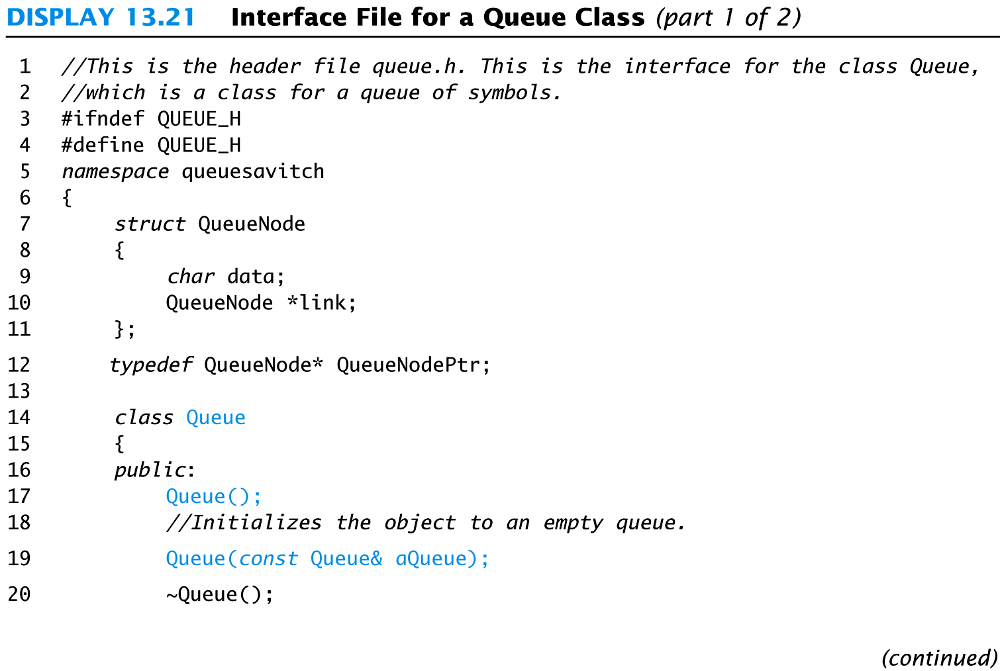 DISPLAY 13.21 Interface File for a Queue Class (part 1 of 2)
1 //This is the header file queue.h. This is the interface for the class Queue,
2 //which is a class for a queue of symbols.
3 #ifndef QUEUE_H
4 #define QUEUE_H
5 namespace queuesavitch
6 {
7 struct QueueNode
8 {
9 char data;
10 QueueNode *link;
11 };
12 typedef QueueNode* QueueNodePtr;
13
14 class Queue
15 {
16 public:
17 Queue();
18 //Initializes the object to an empty queue.
19 Queue(const Queue& aQueue);
20 ~Queue();
(continued)